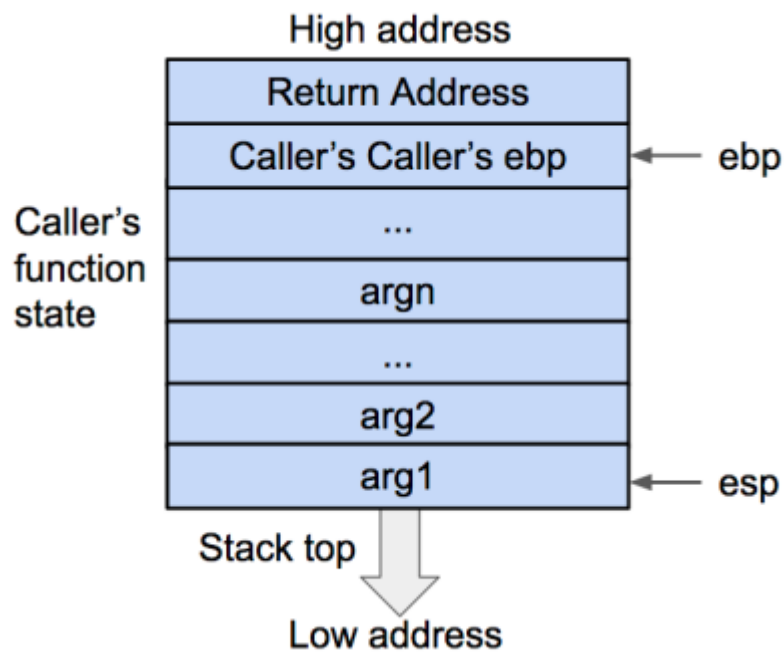 High address
Return Address
Caller’s Caller’s ebp
ebp
Caller’s
function
state
...
argn
...
arg2
arg1
esp
Stack top
Low address